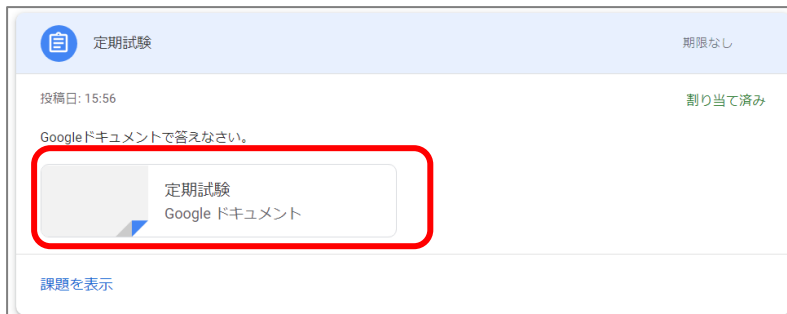 定期試験
期限なし
投稿日: 15:56
割り当て済み
Googleドキュメントで答えなさい。
定期試験
Google ドキュメント
課題を表示